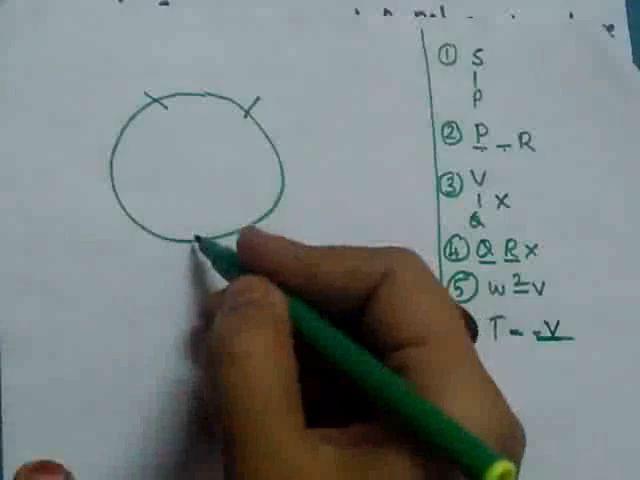 ① S
|
P
② P _ _ R
③ V
| X
Q
④ Q R X
⑤ W 2 V
T _ _ V